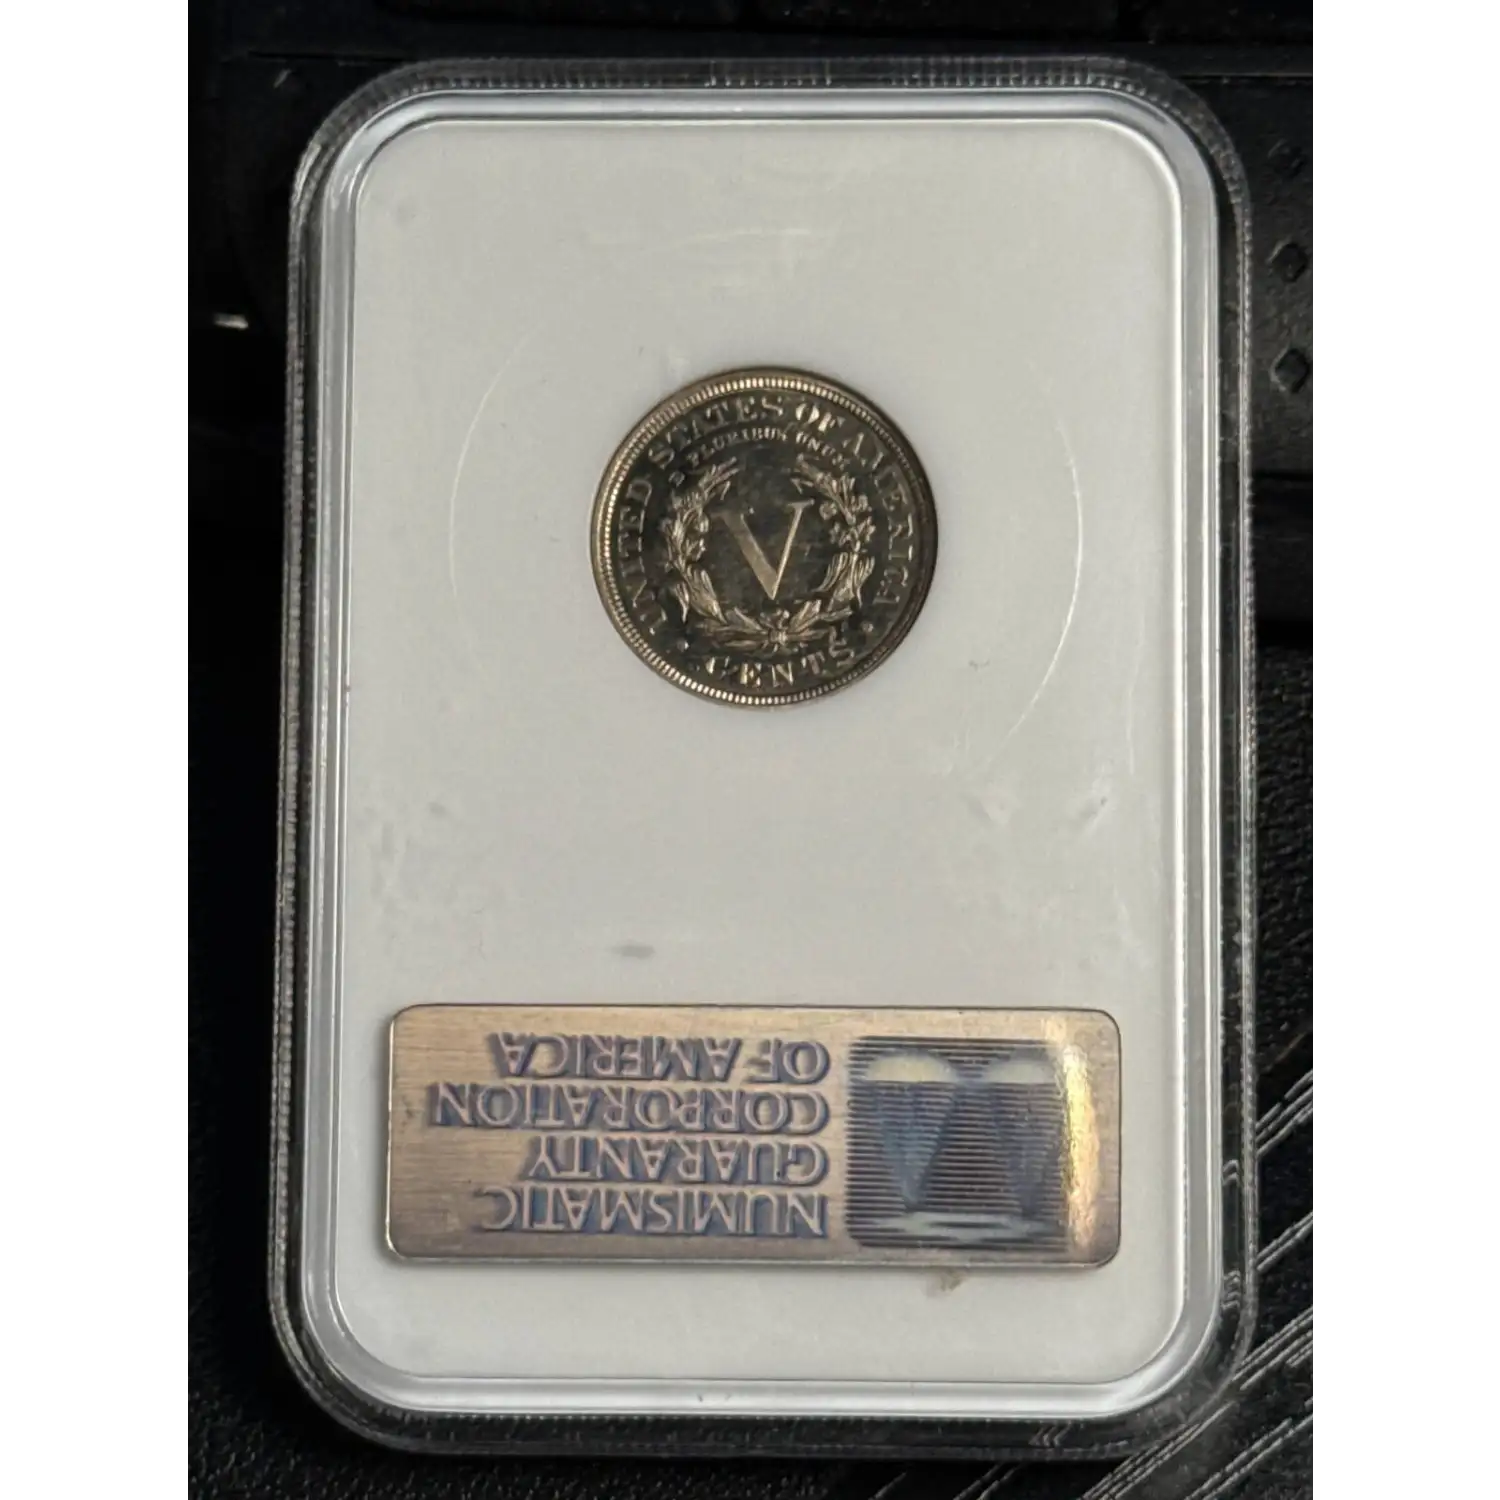 UNITED STATES OF AMERICA
E PLURIBUS UNUM
V
CENTS
NUMISMATIC
GUARANTY
CORPORATION
OF AMERICA